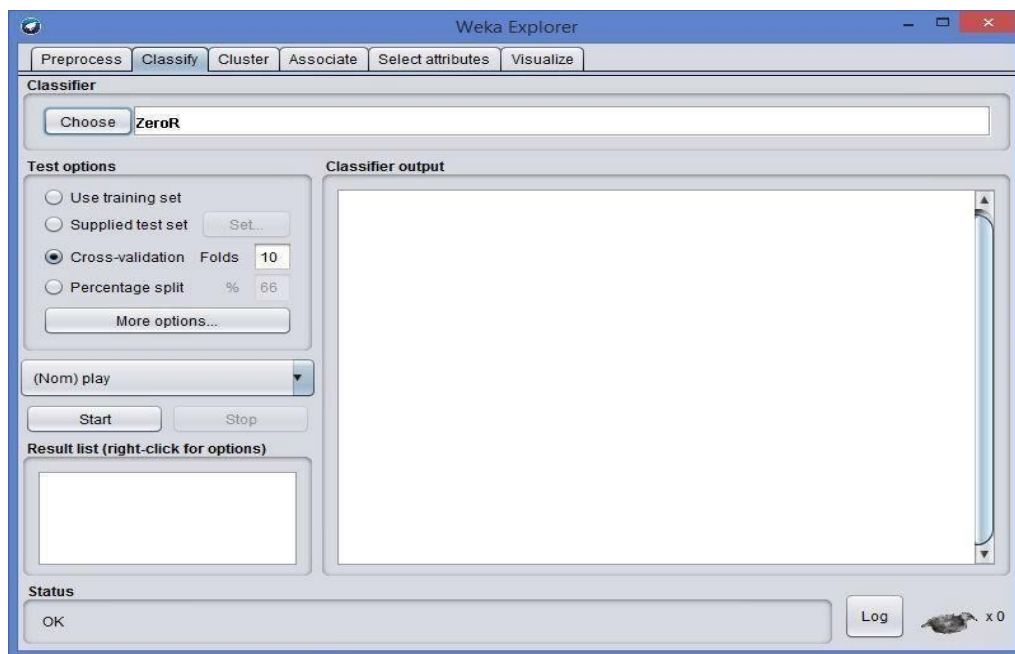 Weka Explorer
Preprocess Classify Cluster Associate Select attributes Visualize
Classifier
Choose ZeroR
Test options
Use training set
Supplied test set Set...
Cross-validation Folds 10
Percentage split % 66
More options...
(Nom) play
Start Stop
Result list (right-click for options)
Classifier output
Status
OK
Log x 0